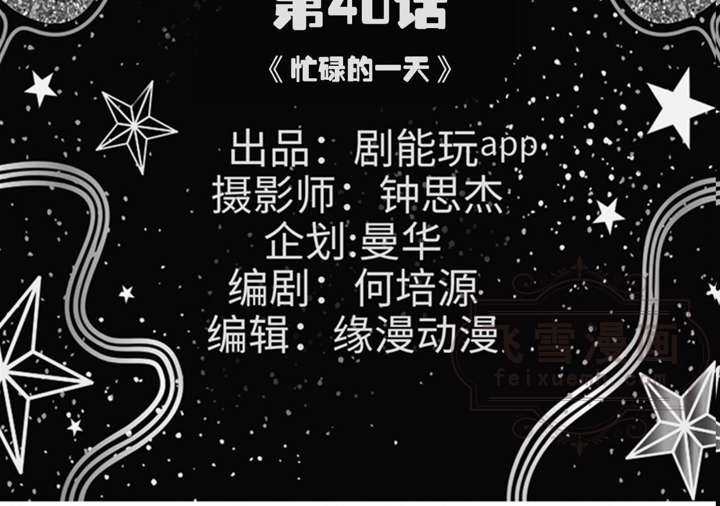 第40话
《忙碌的一天》
出品：剧能玩app
摄影师：钟思杰
企划:曼华
编剧：何培源
编辑：缘漫动漫
飞雪漫画